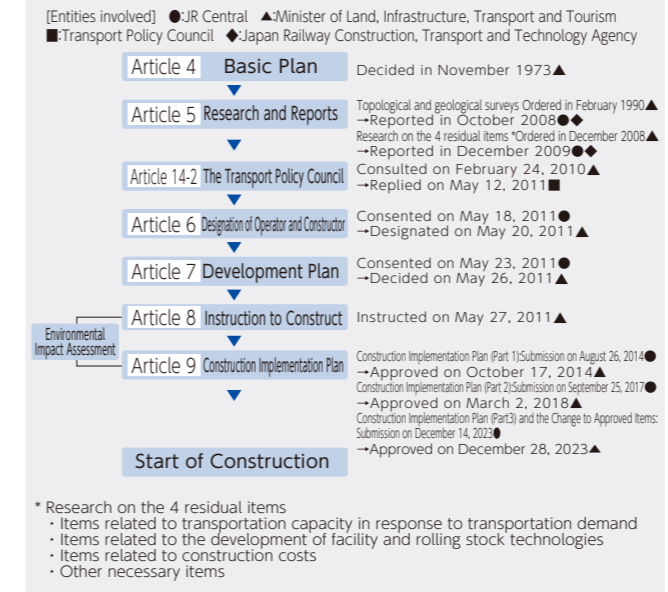 [Entities involved] ●:JR Central ▲:Minister of Land, Infrastructure, Transport and Tourism
■:Transport Policy Council ◆:Japan Railway Construction, Transport and Technology Agency
Article 4 Basic Plan
Decided in November 1973▲
Article 5 Research and Reports
Topological and geological surveys Ordered in February 1990▲
→Reported in October 2008●◆
Research on the 4 residual items *Ordered in December 2008▲
→Reported in December 2009●◆
Article 14-2 The Transport Policy Council
Consulted on February 24, 2010▲
→Replied on May 12, 2011■
Article 6 Designation of Operator and Constructor
Consented on May 18, 2011●
→Designated on May 20, 2011▲
Article 7 Development Plan
Consented on May 23, 2011●
→Decided on May 26, 2011▲
Article 8 Instruction to Construct
Instructed on May 27, 2011▲
Environmental
Impact Assessment
Article 9 Construction Implementation Plan
Construction Implementation Plan (Part 1):Submission on August 26, 2014●
→Approved on October 17, 2014▲
Construction Implementation Plan (Part 2):Submission on September 25, 2017●
→Approved on March 2, 2018▲
Construction Implementation Plan (Part3) and the Change to Approved Items:
Submission on December 14, 2023●
→Approved on December 28, 2023▲
Start of Construction
* Research on the 4 residual items
・Items related to transportation capacity in response to transportation demand
・Items related to the development of facility and rolling stock technologies
・Items related to construction costs
・Other necessary items